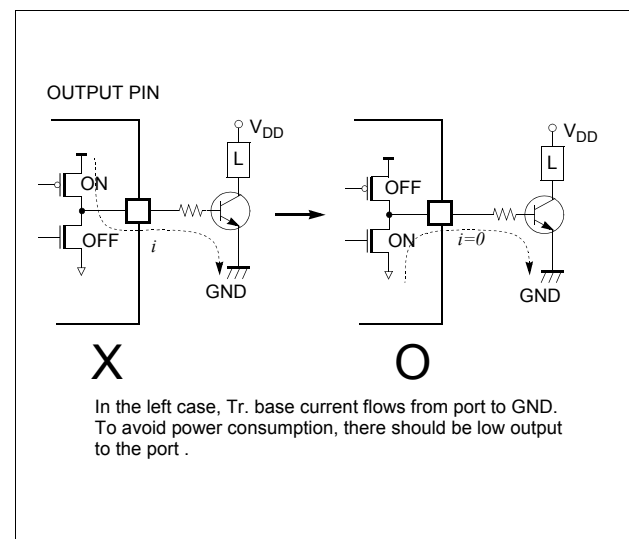 OUTPUT PIN
V_DD
L
ON
OFF
i
GND
V_DD
L
OFF
ON
i=0
GND
X
O
In the left case, Tr. base current flows from port to GND.
To avoid power consumption, there should be low output
to the port .